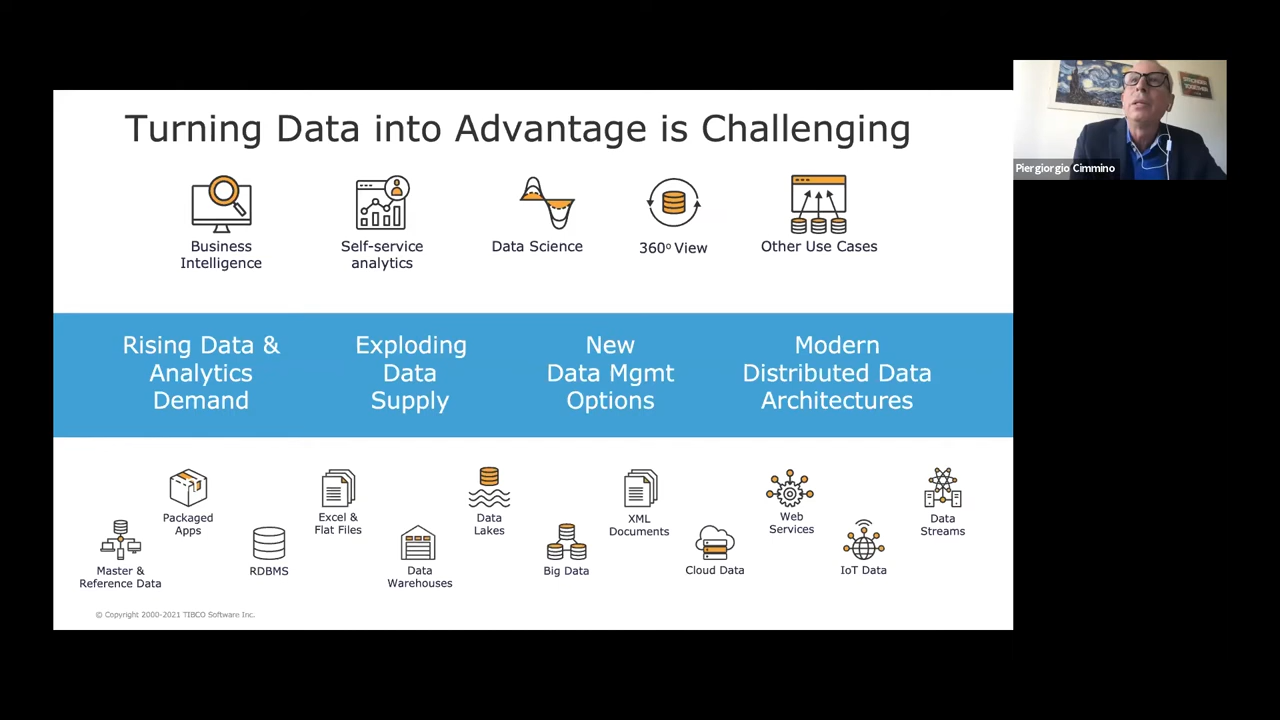 Turning Data into Advantage is Challenging
STRONGER
TOGETHER
Piergiorgio Cimmino
Business
Intelligence
Self-service
analytics
Data Science
360º View
Other Use Cases
Rising Data &
Analytics
Demand
Exploding
Data
Supply
New
Data Mgmt
Options
Modern
Distributed Data
Architectures
Packaged
Apps
Excel &
Flat Files
Data
Lakes
XML
Documents
Web
Services
Data
Streams
Master &
Reference Data
RDBMS
Data
Warehouses
Big Data
Cloud Data
IoT Data
© Copyright 2000-2021 TIBCO Software Inc.